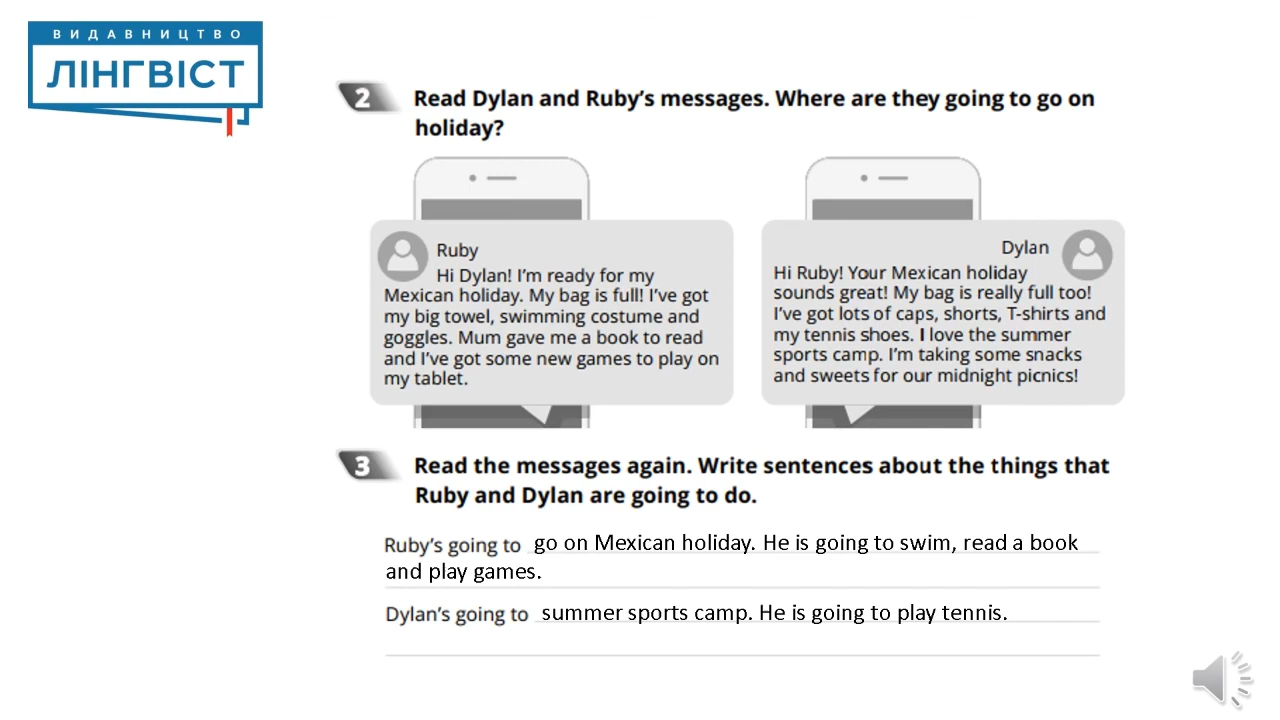 ВИДАВНИЦТВО
ЛІНГВІСТ
2 Read Dylan and Ruby's messages. Where are they going to go on
holiday?
Ruby
Hi Dylan! I'm ready for my
Mexican holiday. My bag is full! I've got
my big towel, swimming costume and
goggles. Mum gave me a book to read
and I've got some new games to play on
my tablet.
Dylan
Hi Ruby! Your Mexican holiday
sounds great! My bag is really full too!
I've got lots of caps, shorts, T-shirts and
my tennis shoes. I love the summer
sports camp. I'm taking some snacks
and sweets for our midnight picnics!
3 Read the messages again. Write sentences about the things that
Ruby and Dylan are going to do.
Ruby's going to go on Mexican holiday. He is going to swim, read a book
and play games.
Dylan's going to summer sports camp. He is going to play tennis.